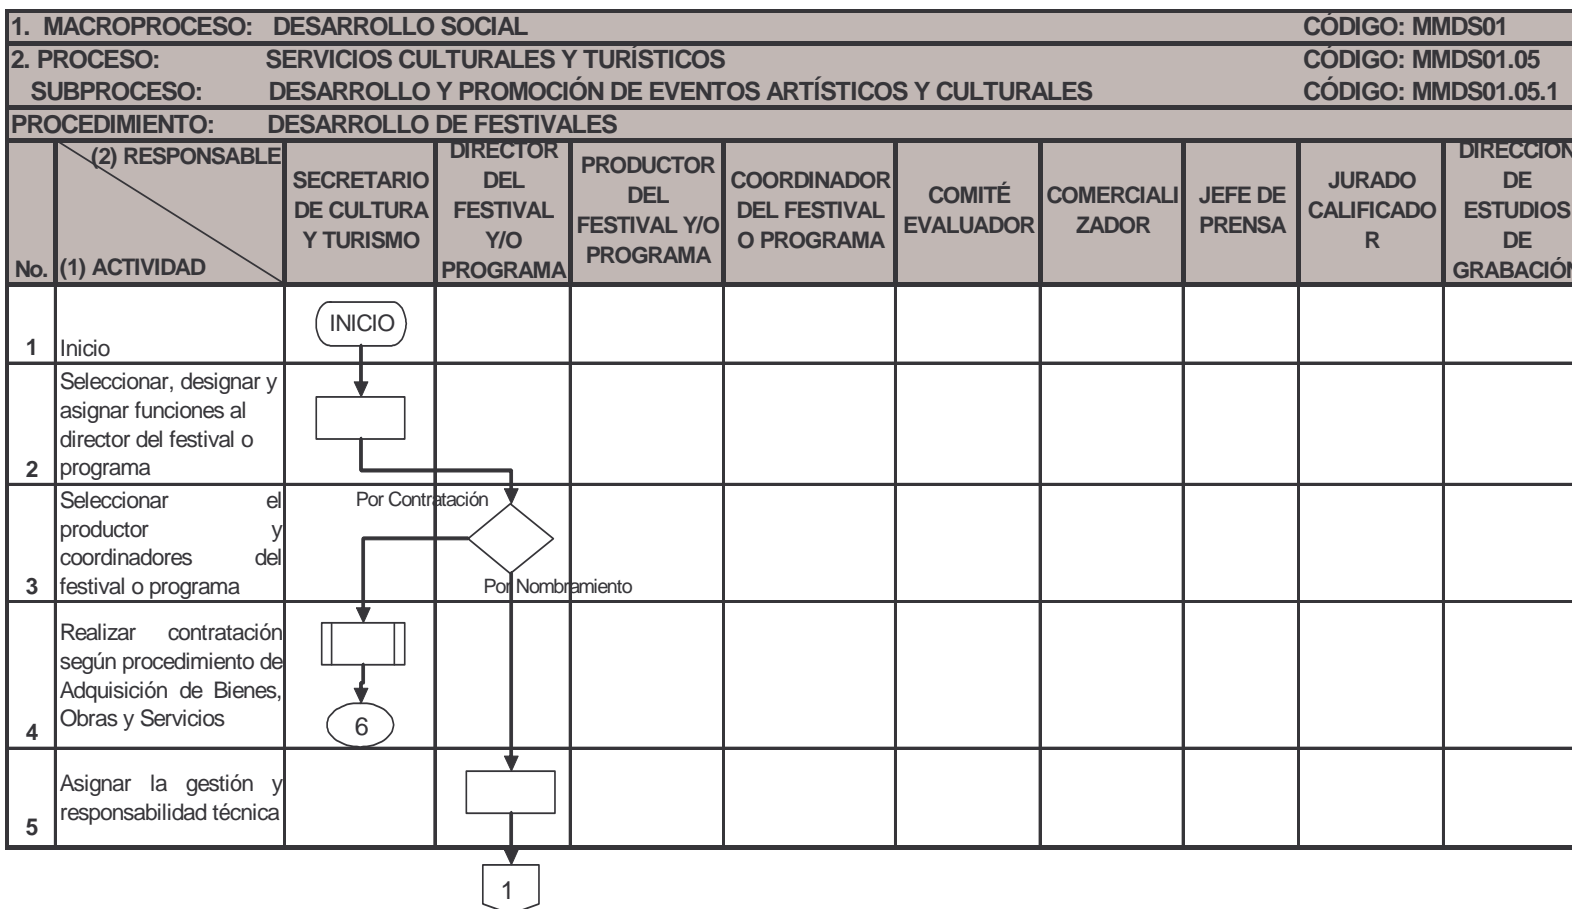 1. MACROPROCESO: DESARROLLO SOCIAL CÓDIGO: MMDS01
2. PROCESO: SERVICIOS CULTURALES Y TURÍSTICOS CÓDIGO: MMDS01.05
SUBPROCESO: DESARROLLO Y PROMOCIÓN DE EVENTOS ARTÍSTICOS Y CULTURALES CÓDIGO: MMDS01.05.1
PROCEDIMIENTO: DESARROLLO DE FESTIVALES
No.
(2) RESPONSABLE
(1) ACTIVIDAD
SECRETARIO
DE CULTURA
Y TURISMO
DIRECTOR
DEL
FESTIVAL
Y/O
PROGRAMA
PRODUCTOR
DEL
FESTIVAL Y/O
PROGRAMA
COORDINADOR
DEL FESTIVAL
O PROGRAMA
COMITÉ
EVALUADOR
COMERCIALI
ZADOR
JEFE DE
PRENSA
JURADO
CALIFICADO
R
DIRECCIÓN
DE
ESTUDIOS
DE
GRABACIÓN
1
Inicio
INICIO
2
Seleccionar, designar y
asignar funciones al
director del festival o
programa
3
Seleccionar el
productor y
coordinadores del
festival o programa
Por Contratación
Por Nombramiento
4
Realizar contratación
según procedimiento de
Adquisición de Bienes,
Obras y Servicios
6
5
Asignar la gestión y
responsabilidad técnica
1